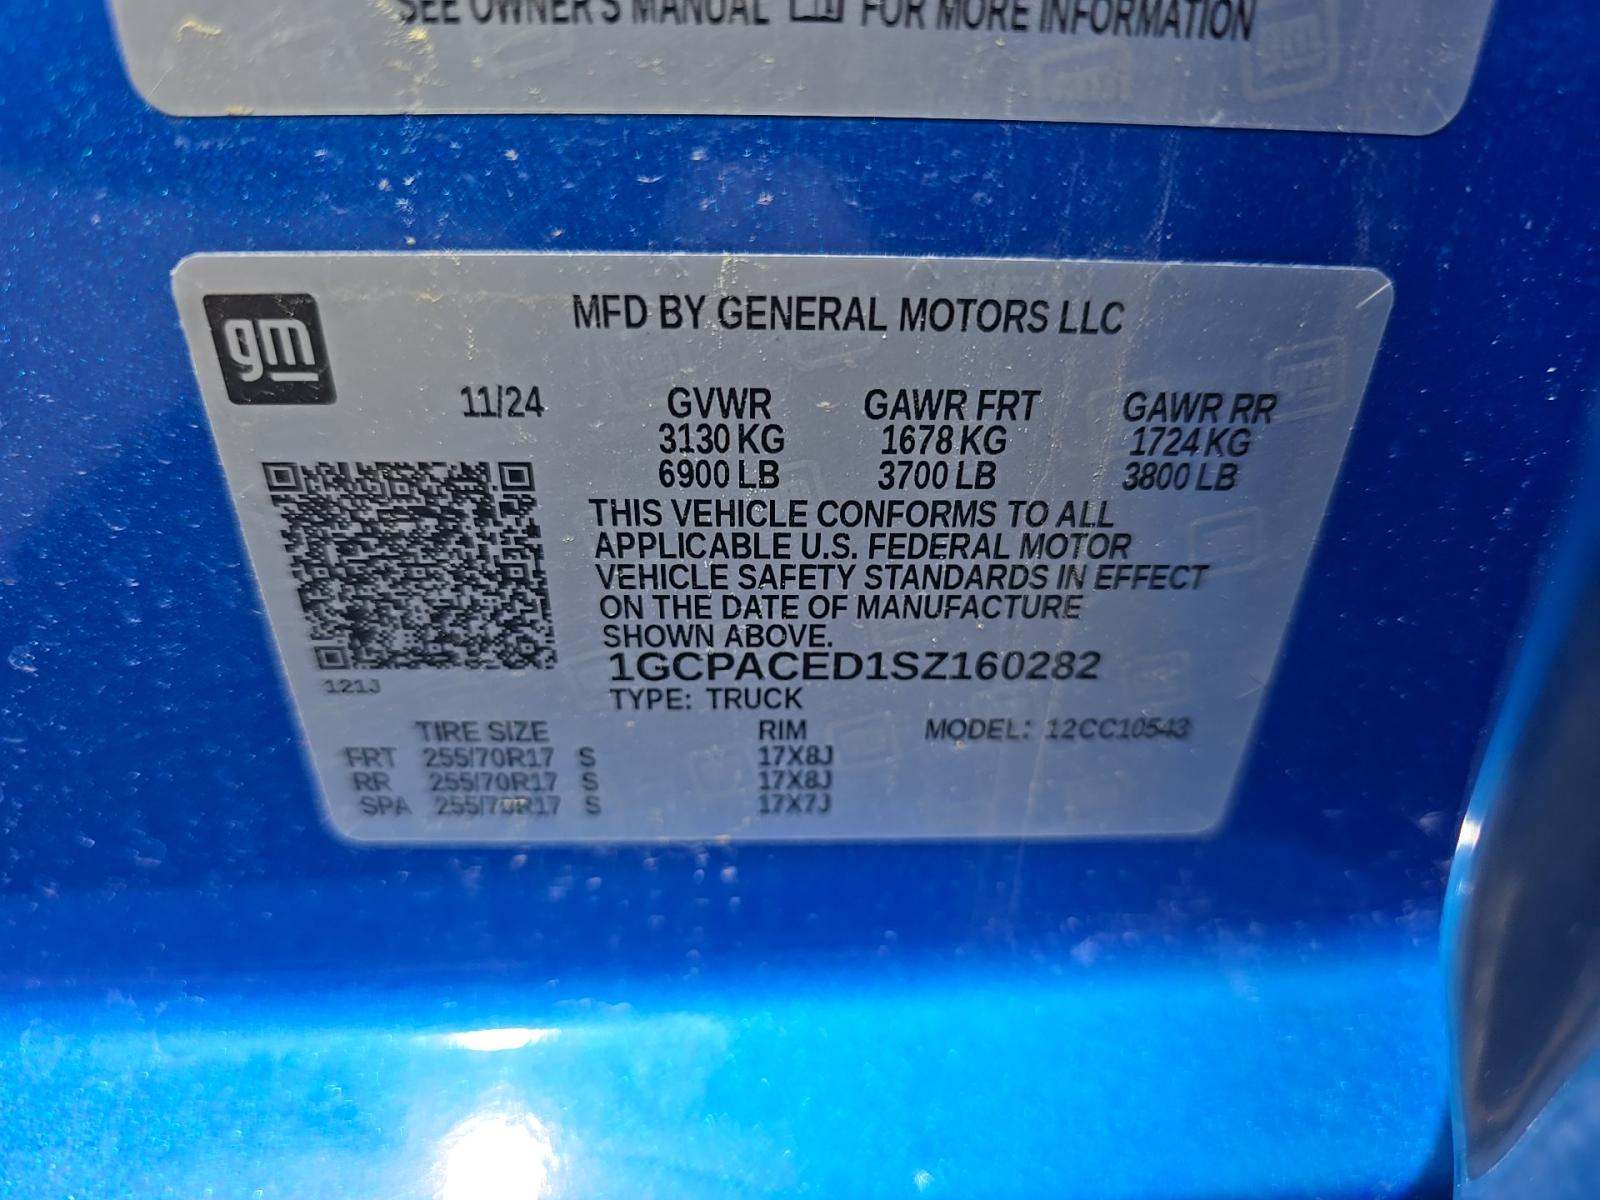 SEE OWNER'S MANUAL FOR MORE INFORMATION
gm
MFD BY GENERAL MOTORS LLC
11/24 GVWR GAWR FRT GAWR RR
3130 KG 1678 KG 1724 KG
6900 LB 3700 LB 3800 LB
THIS VEHICLE CONFORMS TO ALL
APPLICABLE U.S. FEDERAL MOTOR
VEHICLE SAFETY STANDARDS IN EFFECT
ON THE DATE OF MANUFACTURE
SHOWN ABOVE.
1GCPACED1SZ160282
121J
TYPE: TRUCK
TIRE SIZE RIM MODEL: 12CC10543
FRT 255/70R17 S 17X8J
RR 255/70R17 S 17X8J
SPA 255/70R17 S 17X7J